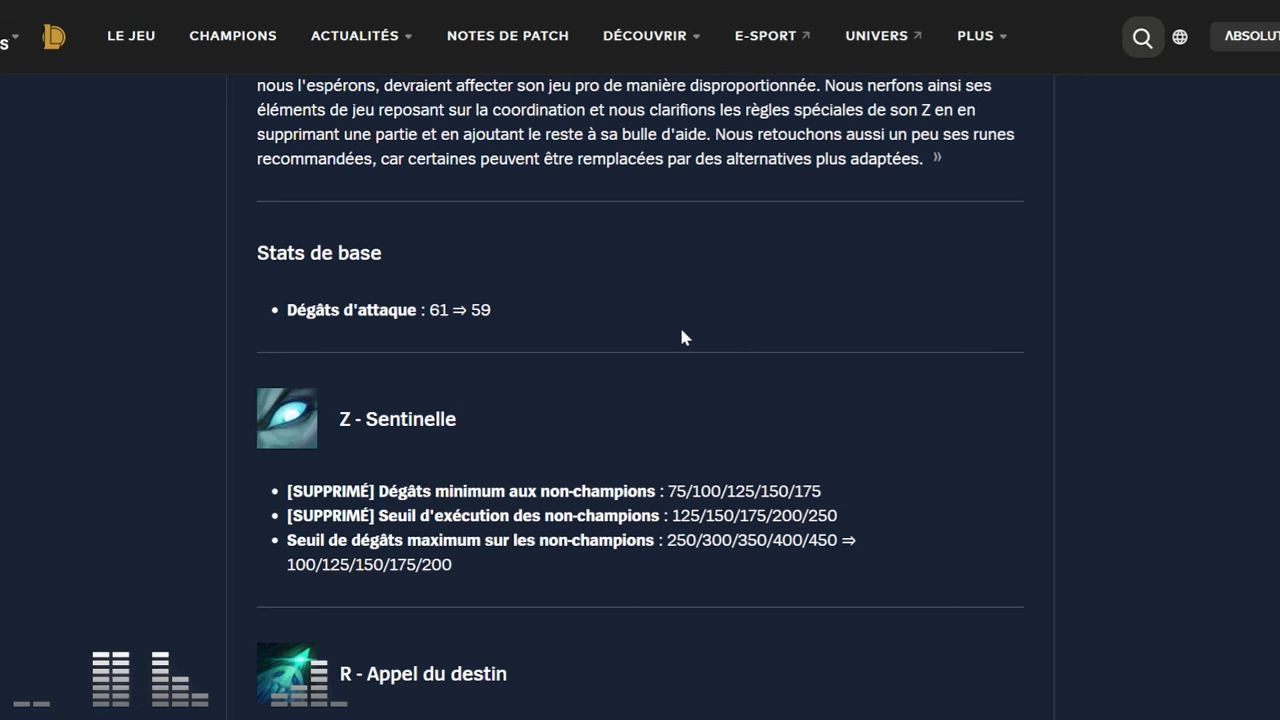 S
LE JEU CHAMPIONS ACTUALITÉS NOTES DE PATCH DÉCOUVRIR E-SPORT UNIVERS PLUS ABSOLUT
nous l'espérons, devraient affecter son jeu pro de manière disproportionnée. Nous nerfons ainsi ses
éléments de jeu reposant sur la coordination et nous clarifions les règles spéciales de son Z en en
supprimant une partie et en ajoutant le reste à sa bulle d'aide. Nous retouchons aussi un peu ses runes
recommandées, car certaines peuvent être remplacées par des alternatives plus adaptées. »
Stats de base
• Dégâts d'attaque : 61 ⇒ 59
Z - Sentinelle
• [SUPPRIMÉ] Dégâts minimum aux non-champions : 75/100/125/150/175
• [SUPPRIMÉ] Seuil d'exécution des non-champions : 125/150/175/200/250
• Seuil de dégâts maximum sur les non-champions : 250/300/350/400/450 ⇒
100/125/150/175/200
R - Appel du destin